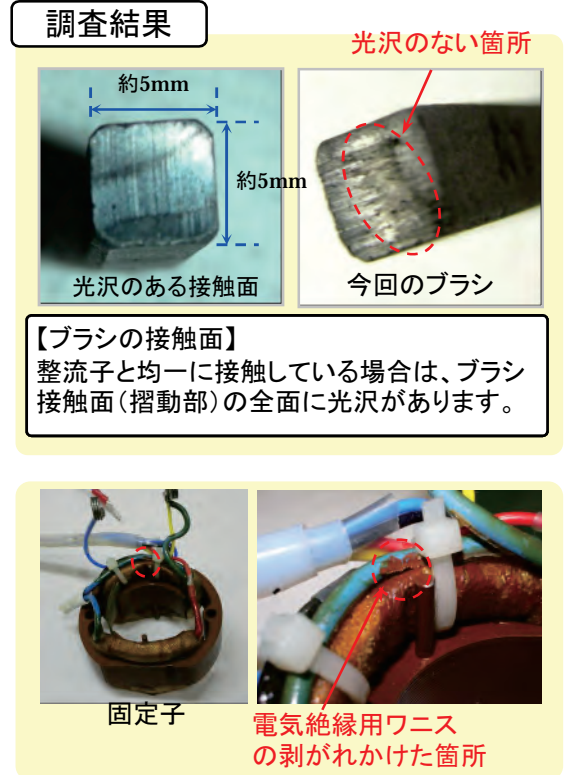 調査結果
光沢のない箇所
約5mm
約5mm
光沢のある接触面
今回のブラシ
【ブラシの接触面】
整流子と均一に接触している場合は、ブラシ
接触面（摺動部）の全面に光沢があります。
固定子
電気絶縁用ワニス
の剥がれかけた箇所